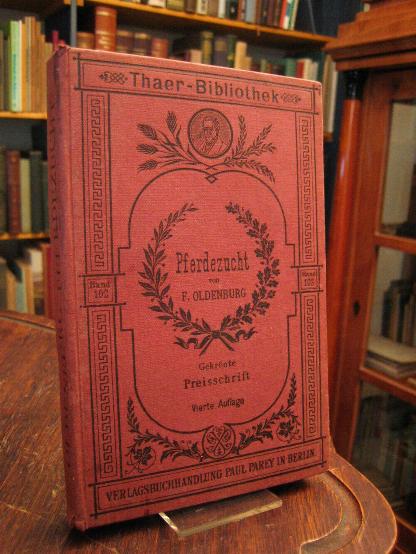 Thaer-Bibliothek
Pferdezucht
von
F. OLDENBURG
Band
102
Band
102
Gekrönte
Preisschrift
Vierte Auflage
VERLAGSBUCHHANDLUNG PAUL PAREY IN BERLIN.